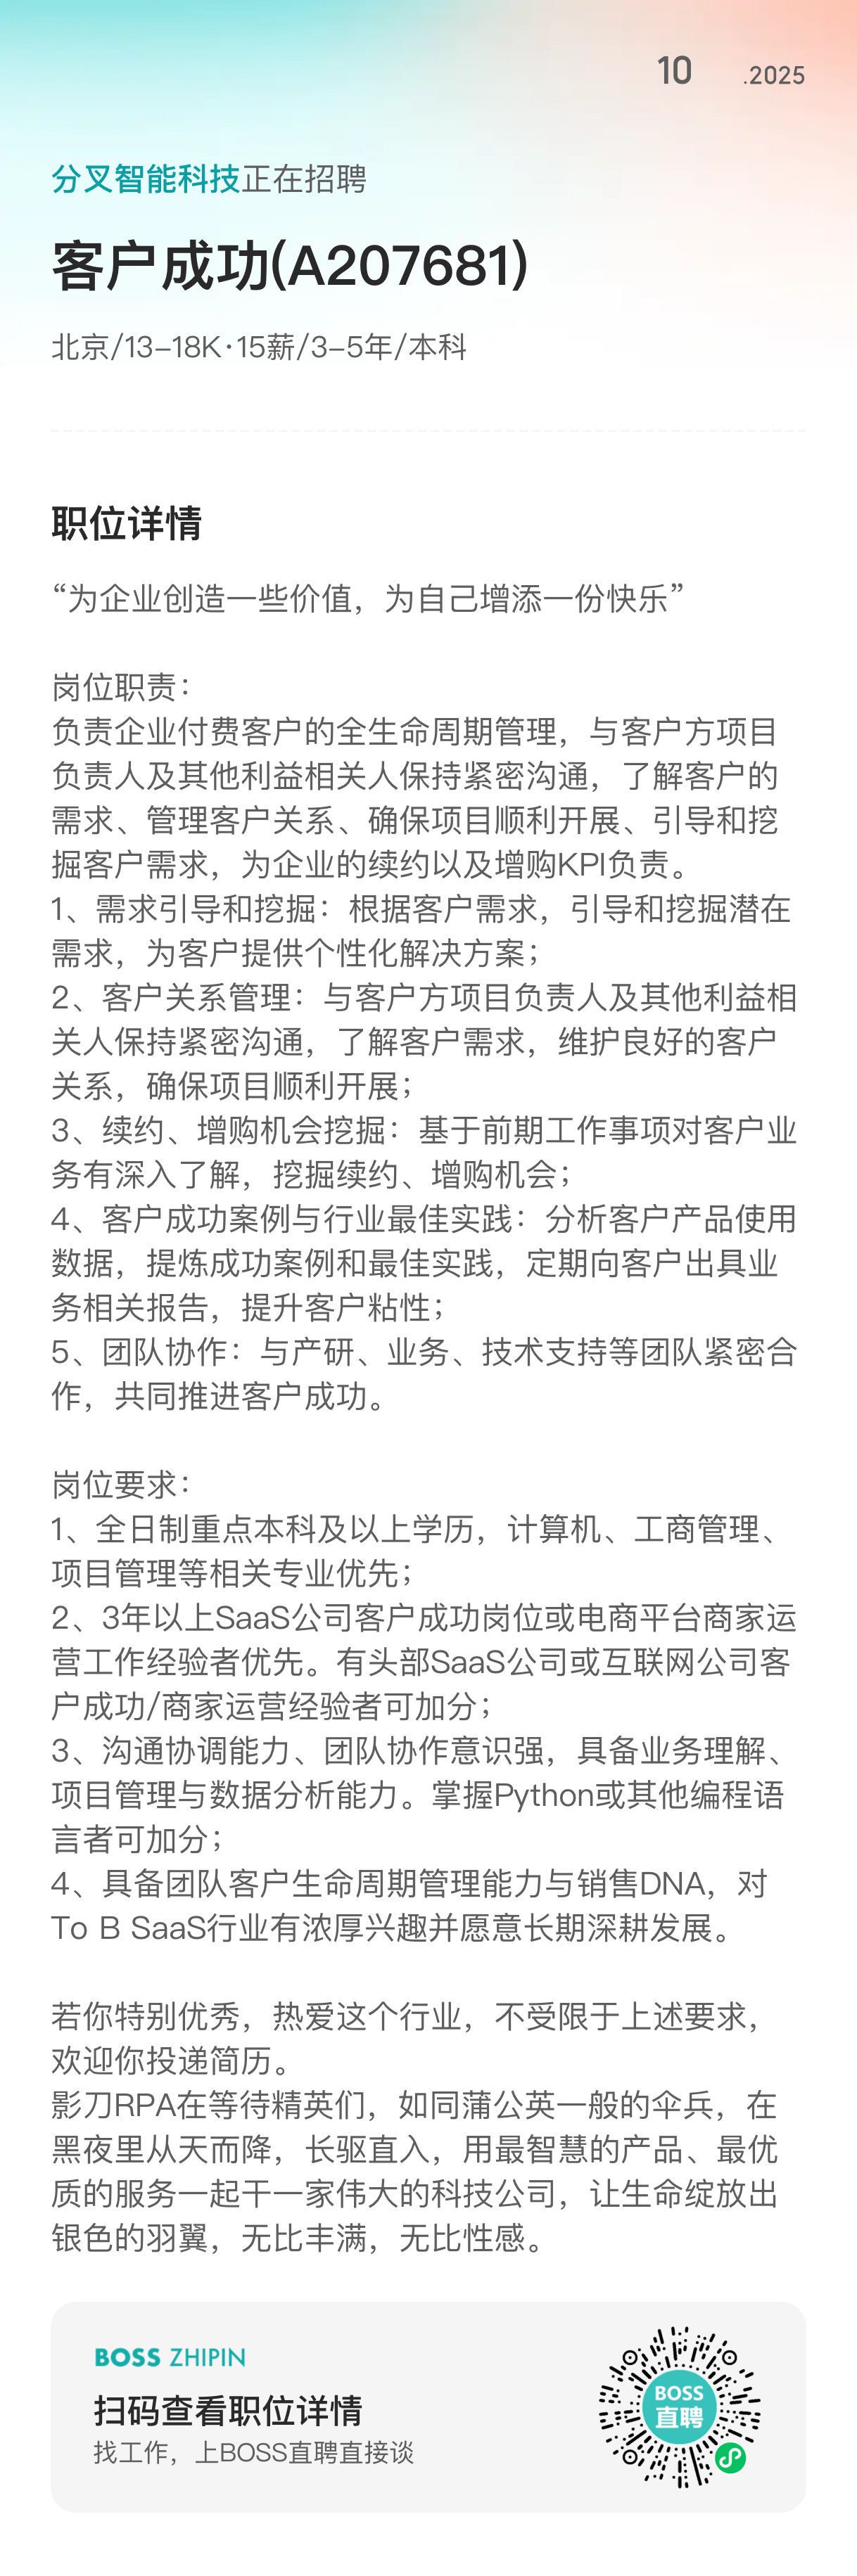 10 .2025
分叉智能科技正在招聘
客户成功(A207681)
北京/13-18K·15薪/3-5年/本科
职位详情
“为企业创造一些价值，为自己增添一份快乐”
岗位职责：
负责企业付费客户的全生命周期管理，与客户方项目
负责人及其他利益相关人保持紧密沟通，了解客户的
需求、管理客户关系、确保项目顺利开展、引导和挖
掘客户需求，为企业的续约以及增购KPI负责。
1、需求引导和挖掘：根据客户需求，引导和挖掘潜在
需求，为客户提供个性化解决方案；
2、客户关系管理：与客户方项目负责人及其他利益相
关人保持紧密沟通，了解客户需求，维护良好的客户
关系，确保项目顺利开展；
3、续约、增购机会挖掘：基于前期工作事项对客户业
务有深入了解，挖掘续约、增购机会；
4、客户成功案例与行业最佳实践：分析客户产品使用
数据，提炼成功案例和最佳实践，定期向客户出具业
务相关报告，提升客户粘性；
5、团队协作：与产研、业务、技术支持等团队紧密合
作，共同推进客户成功。
岗位要求：
1、全日制重点本科及以上学历，计算机、工商管理、
项目管理等相关专业优先；
2、3年以上SaaS公司客户成功岗位或电商平台商家运
营工作经验者优先。有头部SaaS公司或互联网公司客
户成功/商家运营经验者可加分；
3、沟通协调能力、团队协作意识强，具备业务理解、
项目管理与数据分析能力。掌握Python或其他编程语
言者可加分；
4、具备团队客户生命周期管理能力与销售DNA，对
To B SaaS行业有浓厚兴趣并愿意长期深耕发展。
若你特别优秀，热爱这个行业，不受限于上述要求，
欢迎你投递简历。
影刀RPA在等待精英们，如同蒲公英一般的伞兵，在
黑夜里从天而降，长驱直入，用最智慧的产品、最优
质的服务一起干一家伟大的科技公司，让生命绽放出
银色的羽翼，无比丰满，无比性感。
BOSS ZHIPIN
扫码查看职位详情
找工作，上BOSS直聘直接谈
BOSS
直聘